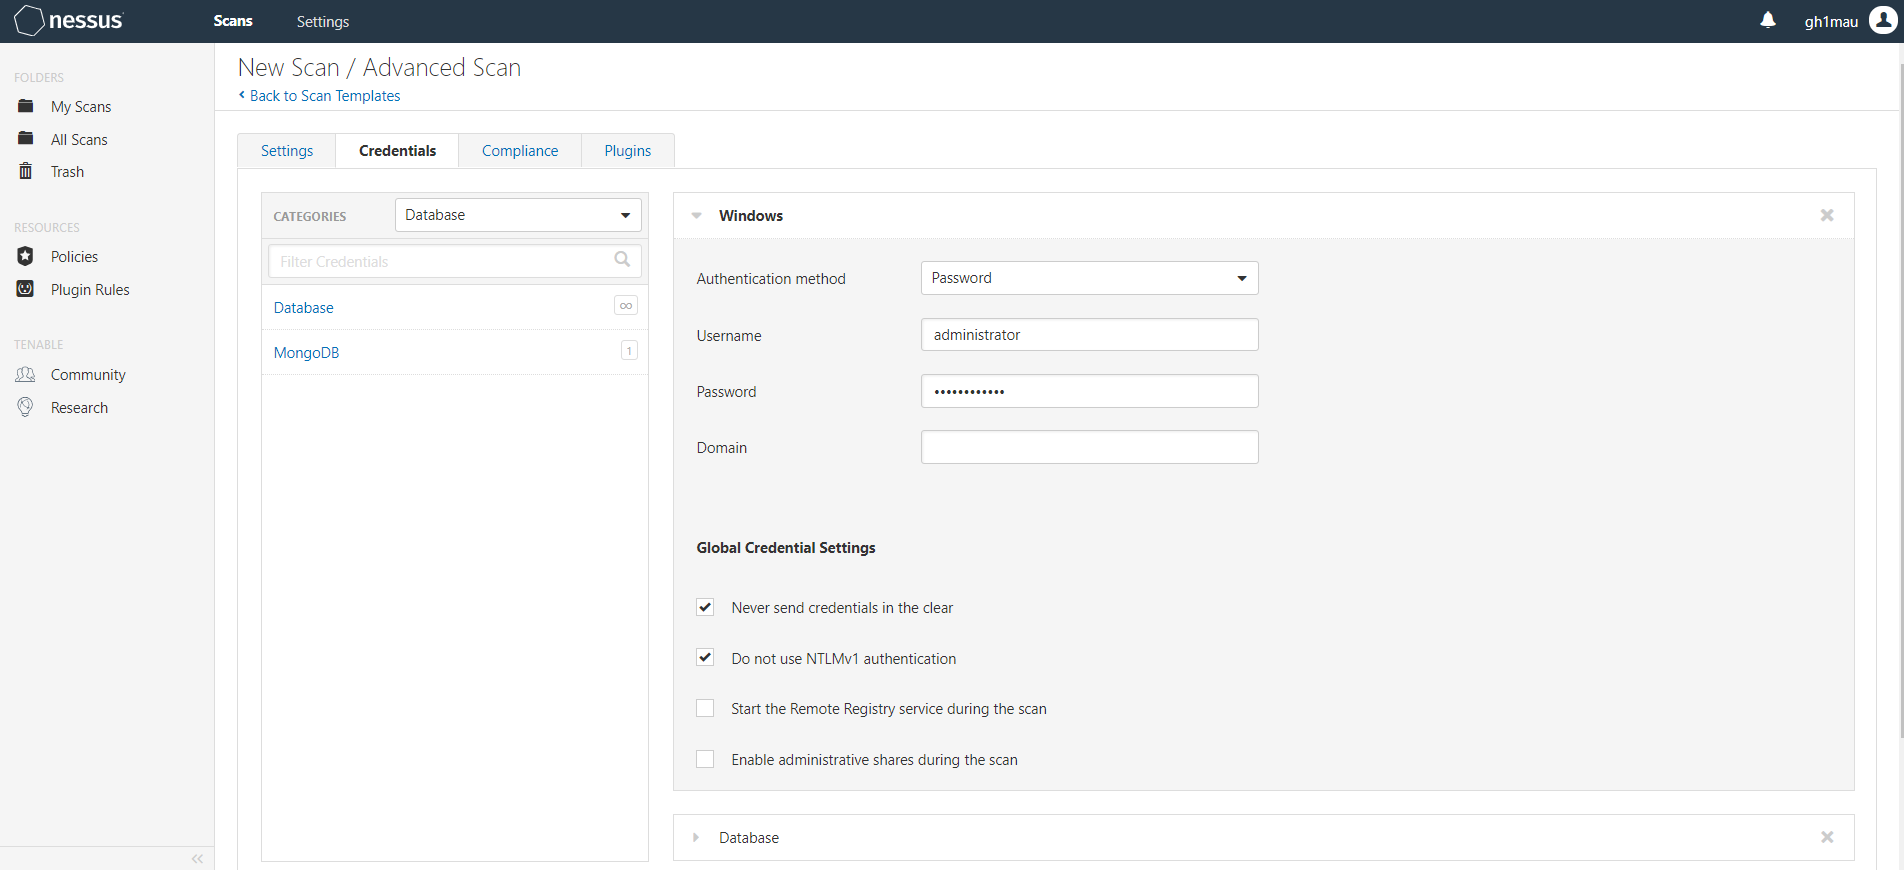 nessus
Scans
Settings
gh1mau
FOLDERS
My Scans
All Scans
Trash
RESOURCES
Policies
Plugin Rules
TENABLE
Community
Research
New Scan / Advanced Scan
Back to Scan Templates
Settings
Credentials
Compliance
Plugins
CATEGORIES
Database
Filter Credentials
Database
∞
MongoDB
1
Windows
Authentication method
Password
Username
administrator
Password
••••••••••••
Domain
Global Credential Settings
Never send credentials in the clear
Do not use NTLMv1 authentication
Start the Remote Registry service during the scan
Enable administrative shares during the scan
Database